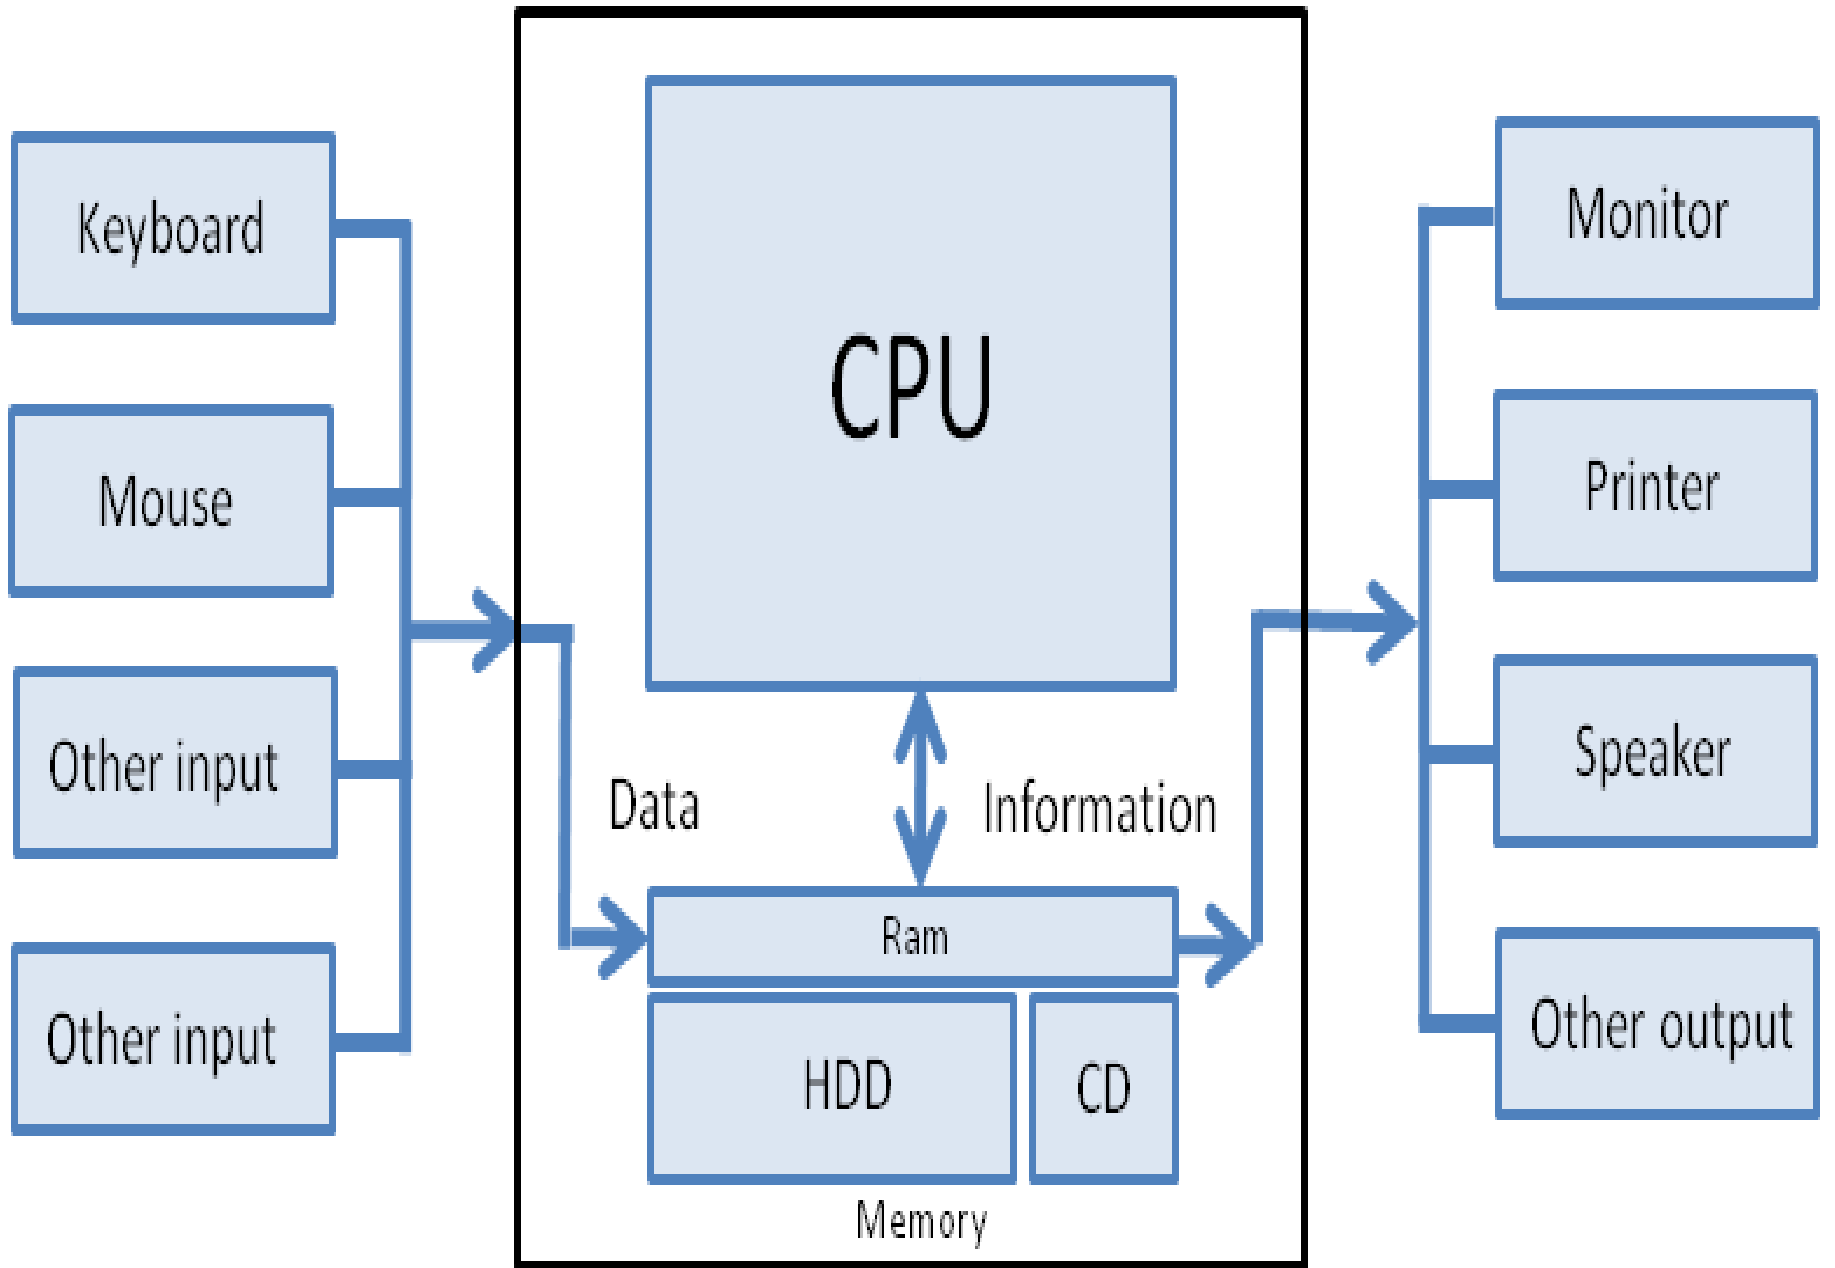 Keyboard
Mouse
Other input
Other input
CPU
Data
Information
Ram
HDD
CD
Memory
Monitor
Printer
Speaker
Other output